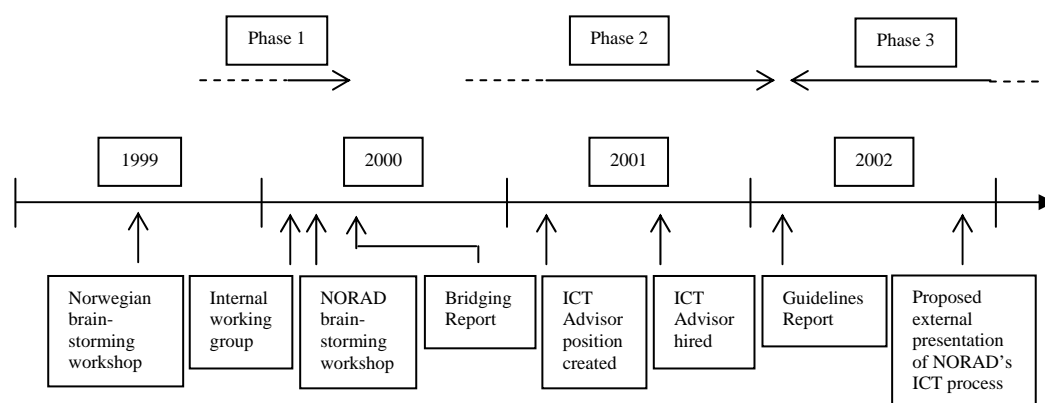 Phase 1
Phase 2
Phase 3
1999
2000
2001
2002
Norwegian
brain-
storming
workshop
Internal
working
group
NORAD
brain-
storming
workshop
Bridging
Report
ICT
Advisor
position
created
ICT
Advisor
hired
Guidelines
Report
Proposed
external
presentation
of NORAD's
ICT process